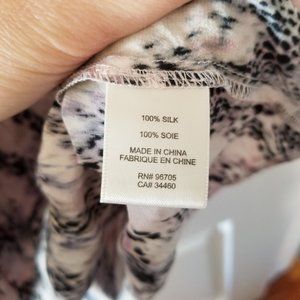 100% SILK
100% SOIE
MADE IN CHINA
FABRIQUE EN CHINE
RN# 96705
CA# 34460